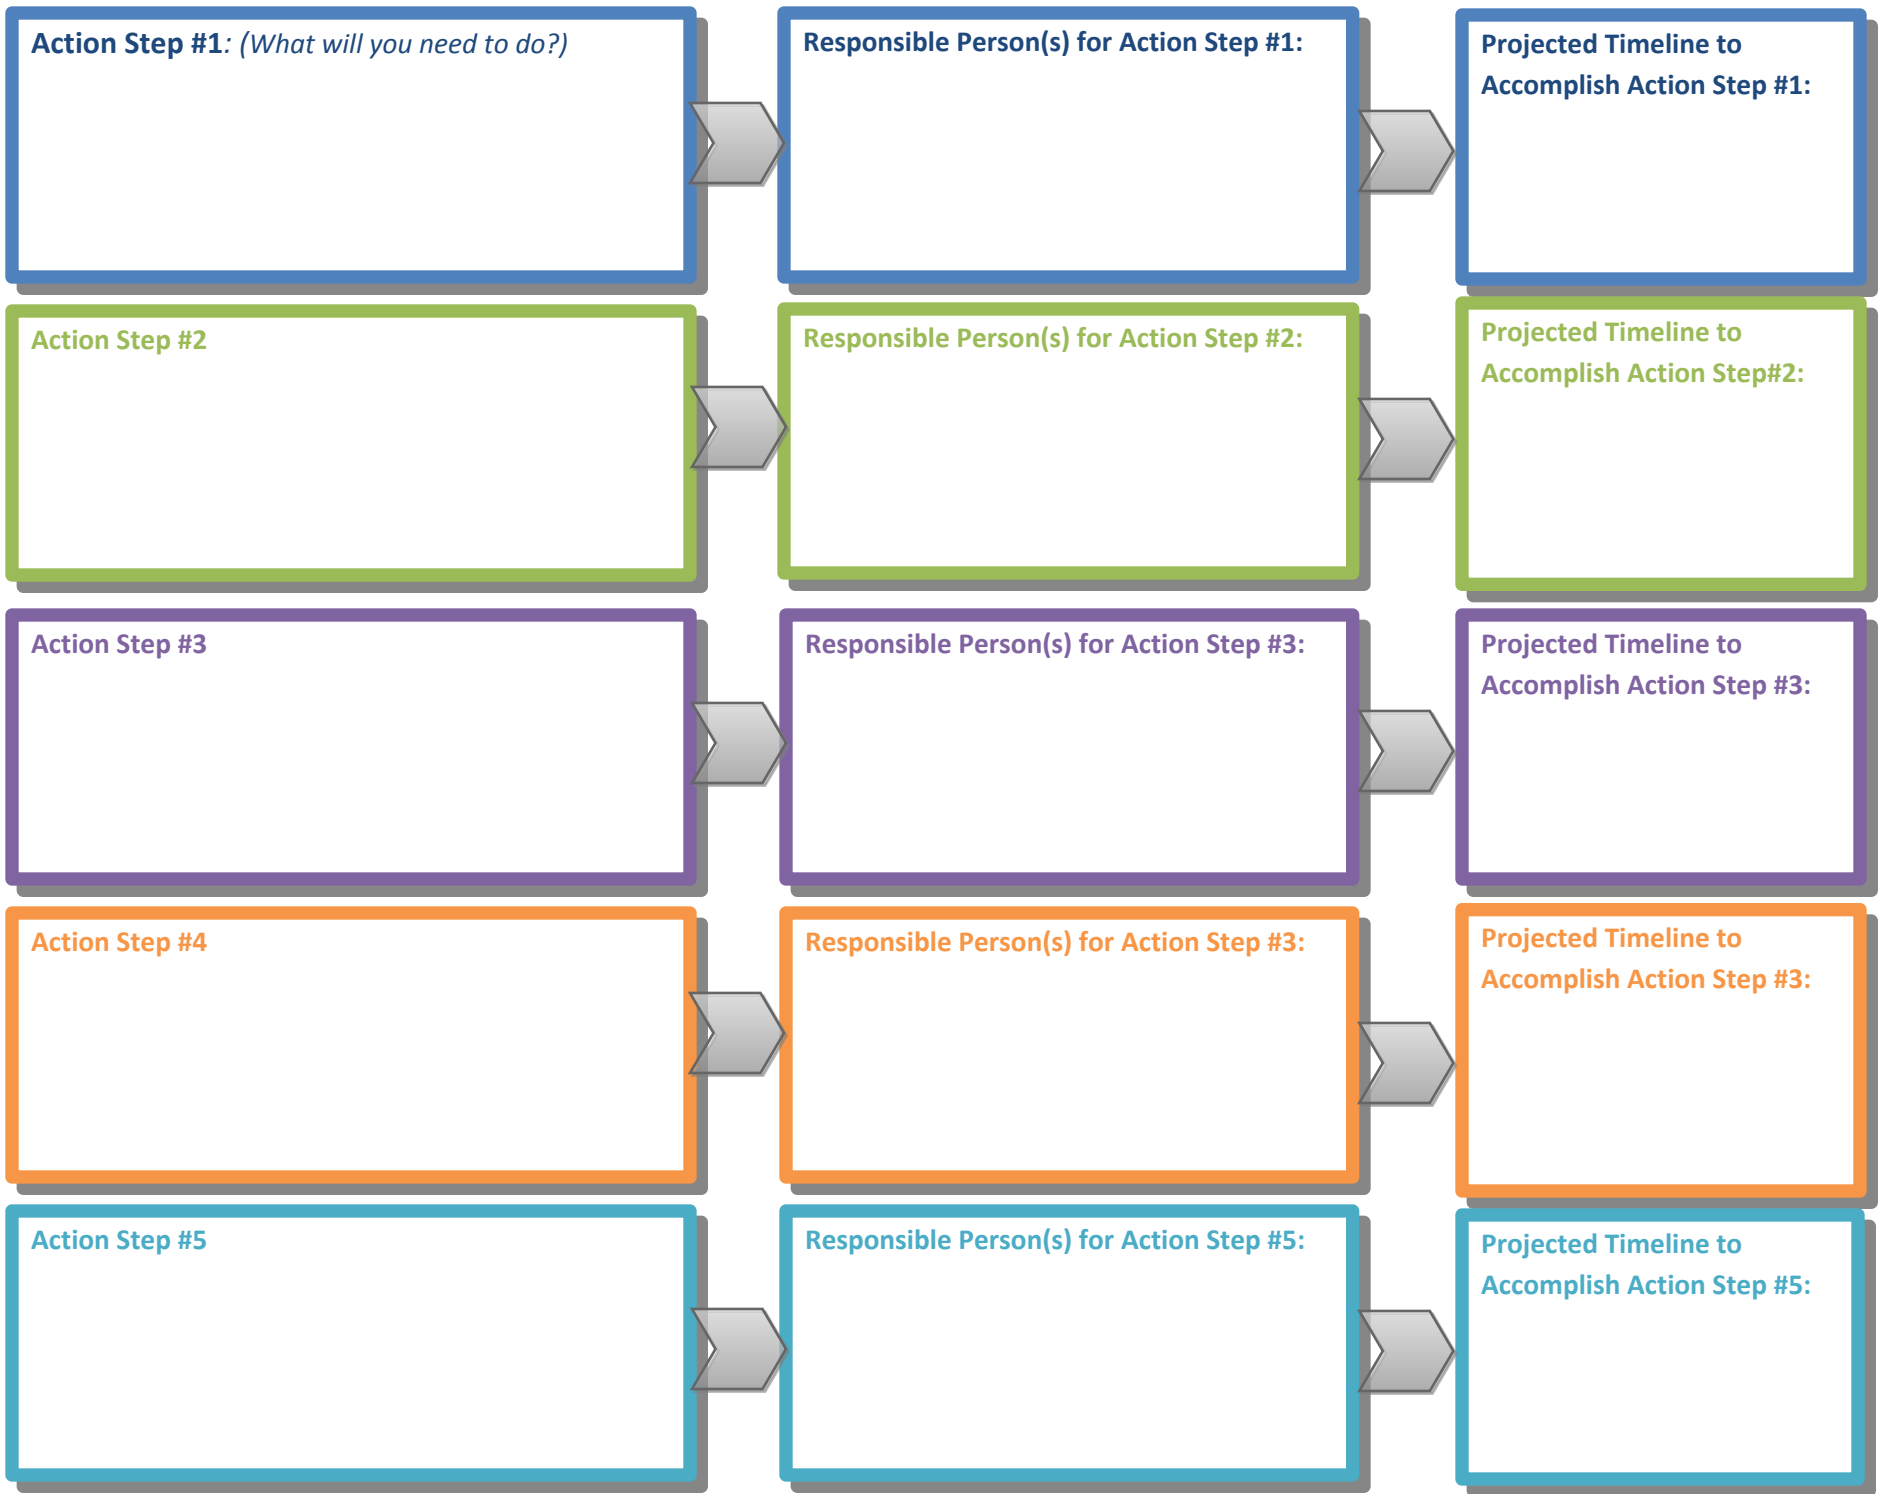 Action Step #1: (What will you need to do?)
Responsible Person(s) for Action Step #1:
Projected Timeline to
Accomplish Action Step #1:
Action Step #2
Responsible Person(s) for Action Step #2:
Projected Timeline to
Accomplish Action Step#2:
Action Step #3
Responsible Person(s) for Action Step #3:
Projected Timeline to
Accomplish Action Step #3:
Action Step #4
Responsible Person(s) for Action Step #3:
Projected Timeline to
Accomplish Action Step #3:
Action Step #5
Responsible Person(s) for Action Step #5:
Projected Timeline to
Accomplish Action Step #5: